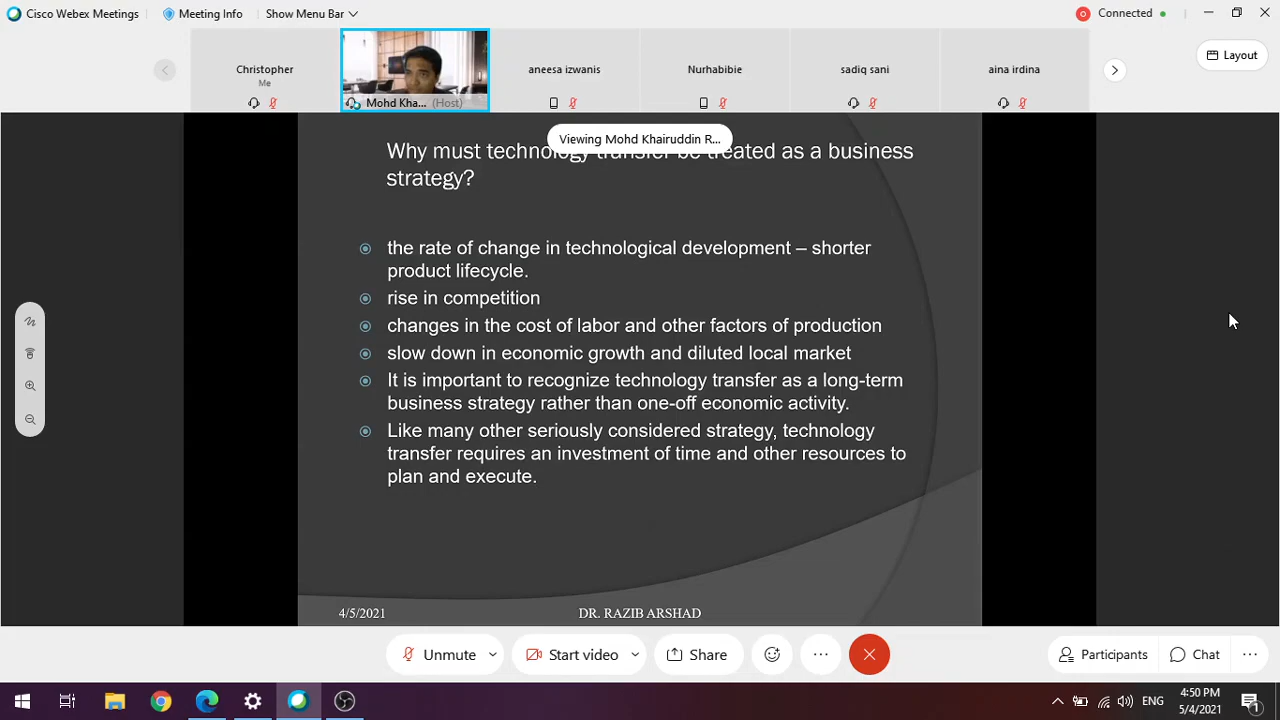 Cisco Webex Meetings
Meeting Info
Show Menu Bar
Connected
Christopher
Me
Mohd Kha... (Host)
aneesa izwanis
Nurhabibie
sadiq sani
aina irdina
Layout
Viewing Mohd Khairuddin R...
Why must technology transfer be treated as a business
strategy?
the rate of change in technological development – shorter
product lifecycle.
rise in competition
changes in the cost of labor and other factors of production
slow down in economic growth and diluted local market
It is important to recognize technology transfer as a long-term
business strategy rather than one-off economic activity.
Like many other seriously considered strategy, technology
transfer requires an investment of time and other resources to
plan and execute.
4/5/2021
DR. RAZIB ARSHAD
Unmute
Start video
Share
Participants
Chat
ENG
4:50 PM
5/4/2021
1